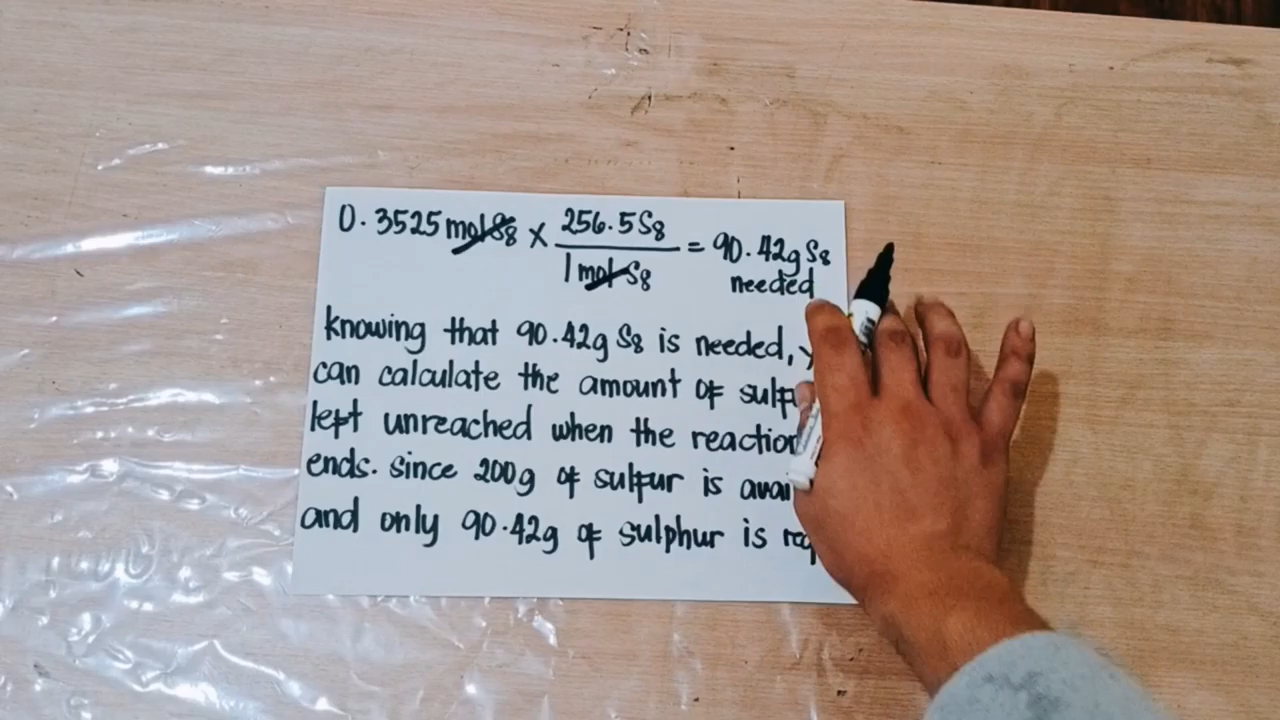 0.3525 mol S₈ × 256.5 S₈ / 1 mol S₈ = 90.42g S₈
needed
knowing that 90.42g S₈ is needed,
can calculate the amount of
left unreached when the reaction
ends. since 200g of sulfur is
and only 90.42g of sulphur is